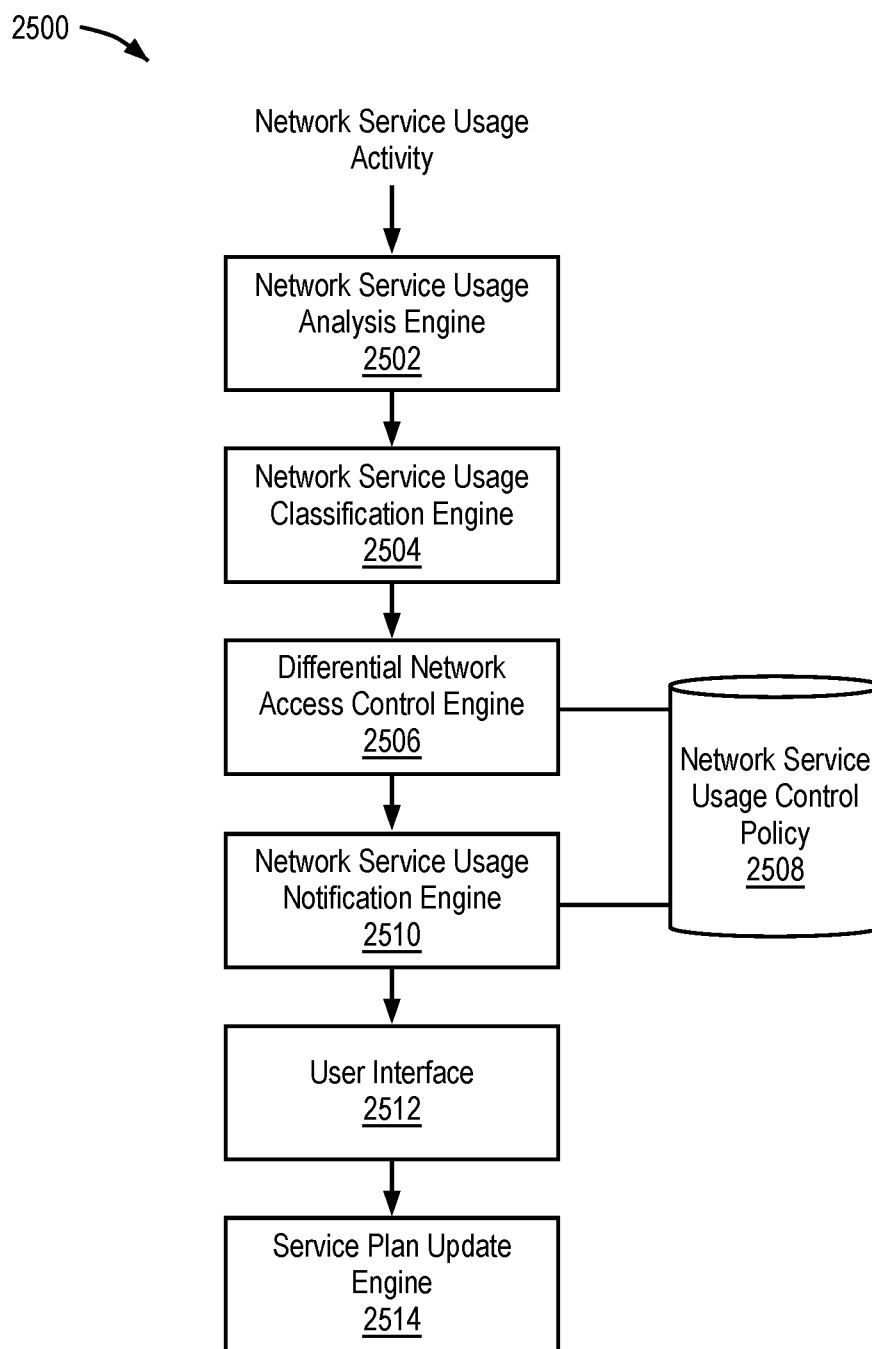 2500
Network Service Usage
Activity
Network Service Usage
Analysis Engine
2502
Network Service Usage
Classification Engine
2504
Differential Network
Access Control Engine
2506
Network Service
Usage Control
Policy
2508
Network Service Usage
Notification Engine
2510
User Interface
2512
Service Plan Update
Engine
2514